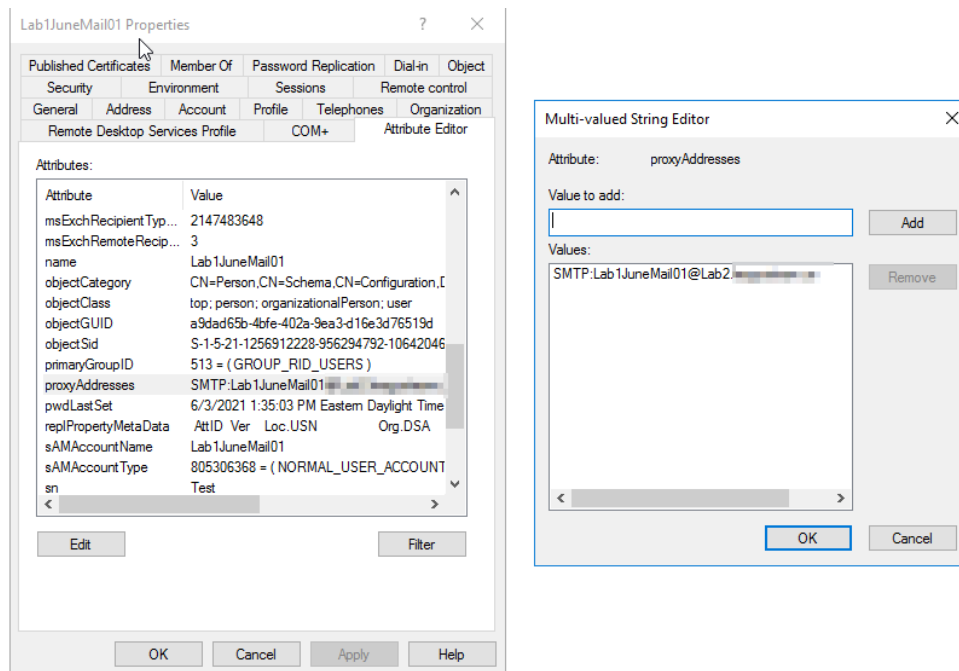 Lab1JuneMail01 Properties ? ×
Published Certificates Member Of Password Replication Dial-in Object
Security Environment Sessions Remote control
General Address Account Profile Telephones Organization
Remote Desktop Services Profile COM+ Attribute Editor
Attributes:
Attribute Value
msExchRecipientTyp... 2147483648
msExchRemoteRecip... 3
name Lab1JuneMail01
objectCategory CN=Person,CN=Schema,CN=Configuration,[
objectClass top; person; organizationalPerson; user
objectGUID a9dad65b-4bfe-402a-9ea3-d16e3d76519d
objectSid S-1-5-21-1256912228-956294792-10642046
primaryGroupID 513 = ( GROUP_RID_USERS )
proxyAddresses SMTP:Lab1JuneMail01
pwdLastSet 6/3/2021 1:35:03 PM Eastern Daylight Time
replPropertyMetaData AttID Ver Loc.USN Org.DSA
sAMAccountName Lab1JuneMail01
sAMAccountType 805306368 = ( NORMAL_USER_ACCOUNT
sn Test
Edit Filter
OK Cancel Apply Help
Multi-valued String Editor ×
Attribute: proxyAddresses
Value to add:
Add
Values:
SMTP:Lab1JuneMail01@Lab2.
Remove
OK Cancel